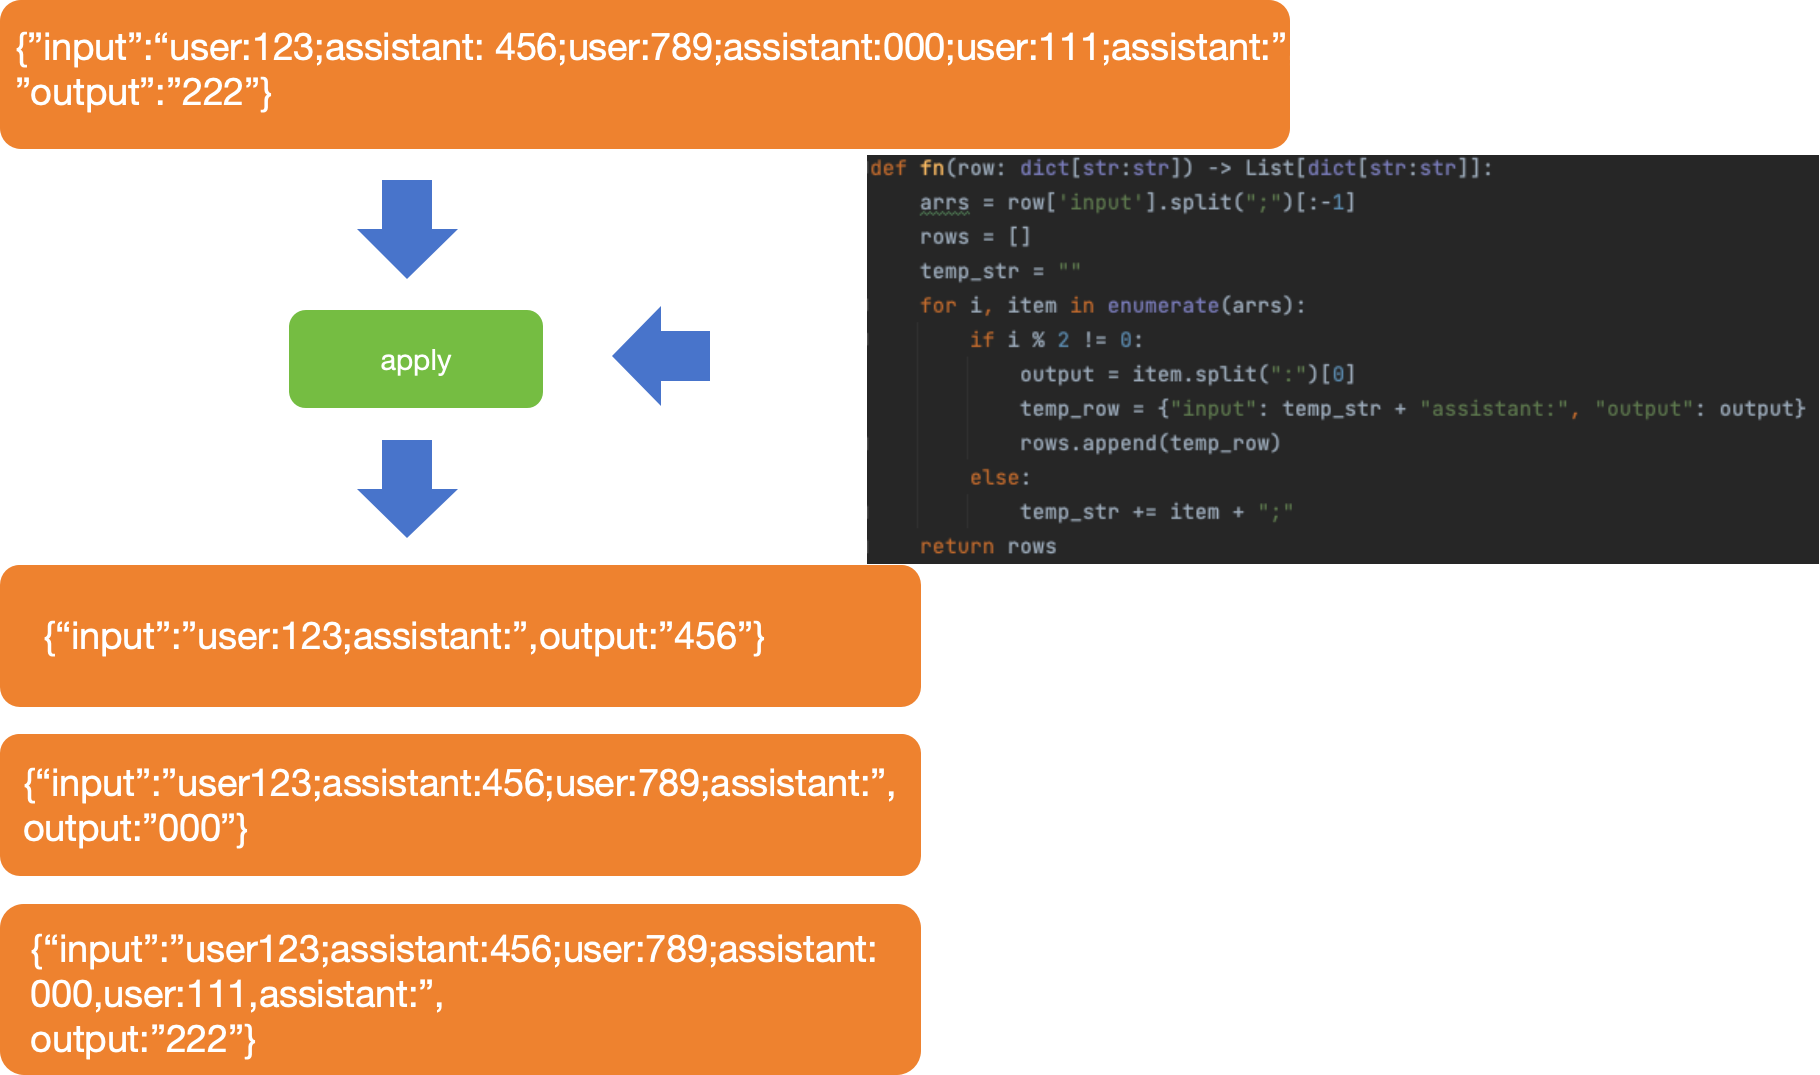 {”input”:“user:123;assistant: 456;user:789;assistant:000;user:111;assistant:”
”output”:”222”}
def fn(row: dict[str:str]) -> List[dict[str:str]]:
    arrs = row['input'].split(";")[:-1]
    rows = []
    temp_str = ""
    for i, item in enumerate(arrs):
        if i % 2 != 0:
            output = item.split(":")[0]
            temp_row = {"input": temp_str + "assistant:", "output": output}
            rows.append(temp_row)
        else:
            temp_str += item + ";"
    return rows
apply
{“input”:”user:123;assistant:”,output:”456”}
{“input”:”user123;assistant:456;user:789;assistant:”,
output:”000”}
{“input”:”user123;assistant:456;user:789;assistant:
000,user:111,assistant:”,
output:”222”}